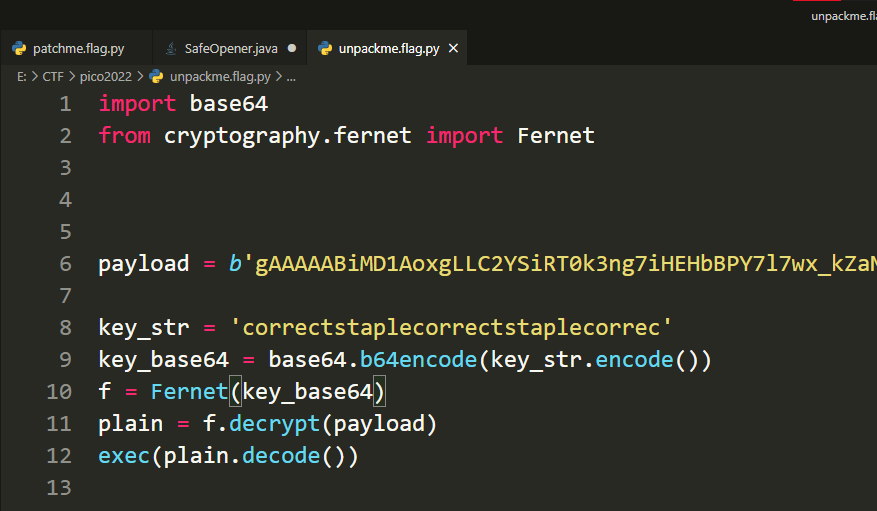 unpackme.fl
patchme.flag.py SafeOpener.java unpackme.flag.py
E: > CTF > pico2022 > unpackme.flag.py > ...
1 import base64
2 from cryptography.fernet import Fernet
3
4
5
6 payload = b'gAAAAABiMD1AoxgLLC2YSiRT0k3ng7iHEHbBPY7l7wx_kZaN
7
8 key_str = 'correctstaplecorrectstaplecorrec'
9 key_base64 = base64.b64encode(key_str.encode())
10 f = Fernet(key_base64)
11 plain = f.decrypt(payload)
12 exec(plain.decode())
13